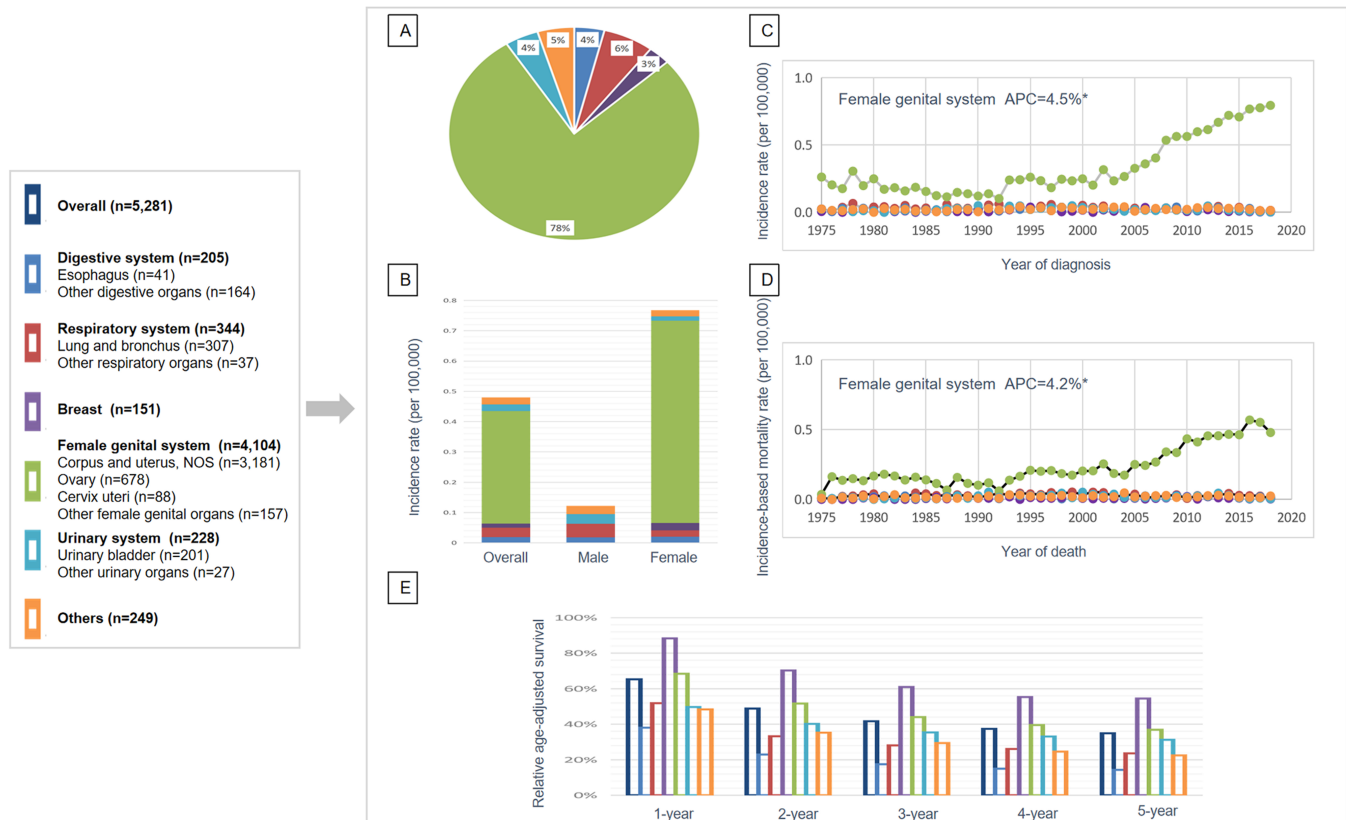 Overall (n=5,281)
Digestive system (n=205)
Esophagus (n=41)
Other digestive organs (n=164)
Respiratory system (n=344)
Lung and bronchus (n=307)
Other respiratory organs (n=37)
Breast (n=151)
Female genital system (n=4,104)
Corpus and uterus, NOS (n=3,181)
Ovary (n=678)
Cervix uteri (n=88)
Other female genital organs (n=157)
Urinary system (n=228)
Urinary bladder (n=201)
Other urinary organs (n=27)
Others (n=249)
A
4%
5%
4%
6%
3%
78%
B
Incidence rate (per 100,000)
0.8
0.7
0.6
0.5
0.4
0.3
0.2
0.1
0
Overall Male Female
C
Incidence rate (per 100,000)
Female genital system APC=4.5%*
1.0
0.5
0.0
1975 1980 1985 1990 1995 2000 2005 2010 2015 2020
Year of diagnosis
D
Incidence-based mortality rate (per 100,000)
Female genital system APC=4.2%*
1.0
0.5
0.0
1975 1980 1985 1990 1995 2000 2005 2010 2015 2020
Year of death
E
Relative age-adjusted survival
100%
80%
60%
40%
20%
0%
1-year 2-year 3-year 4-year 5-year